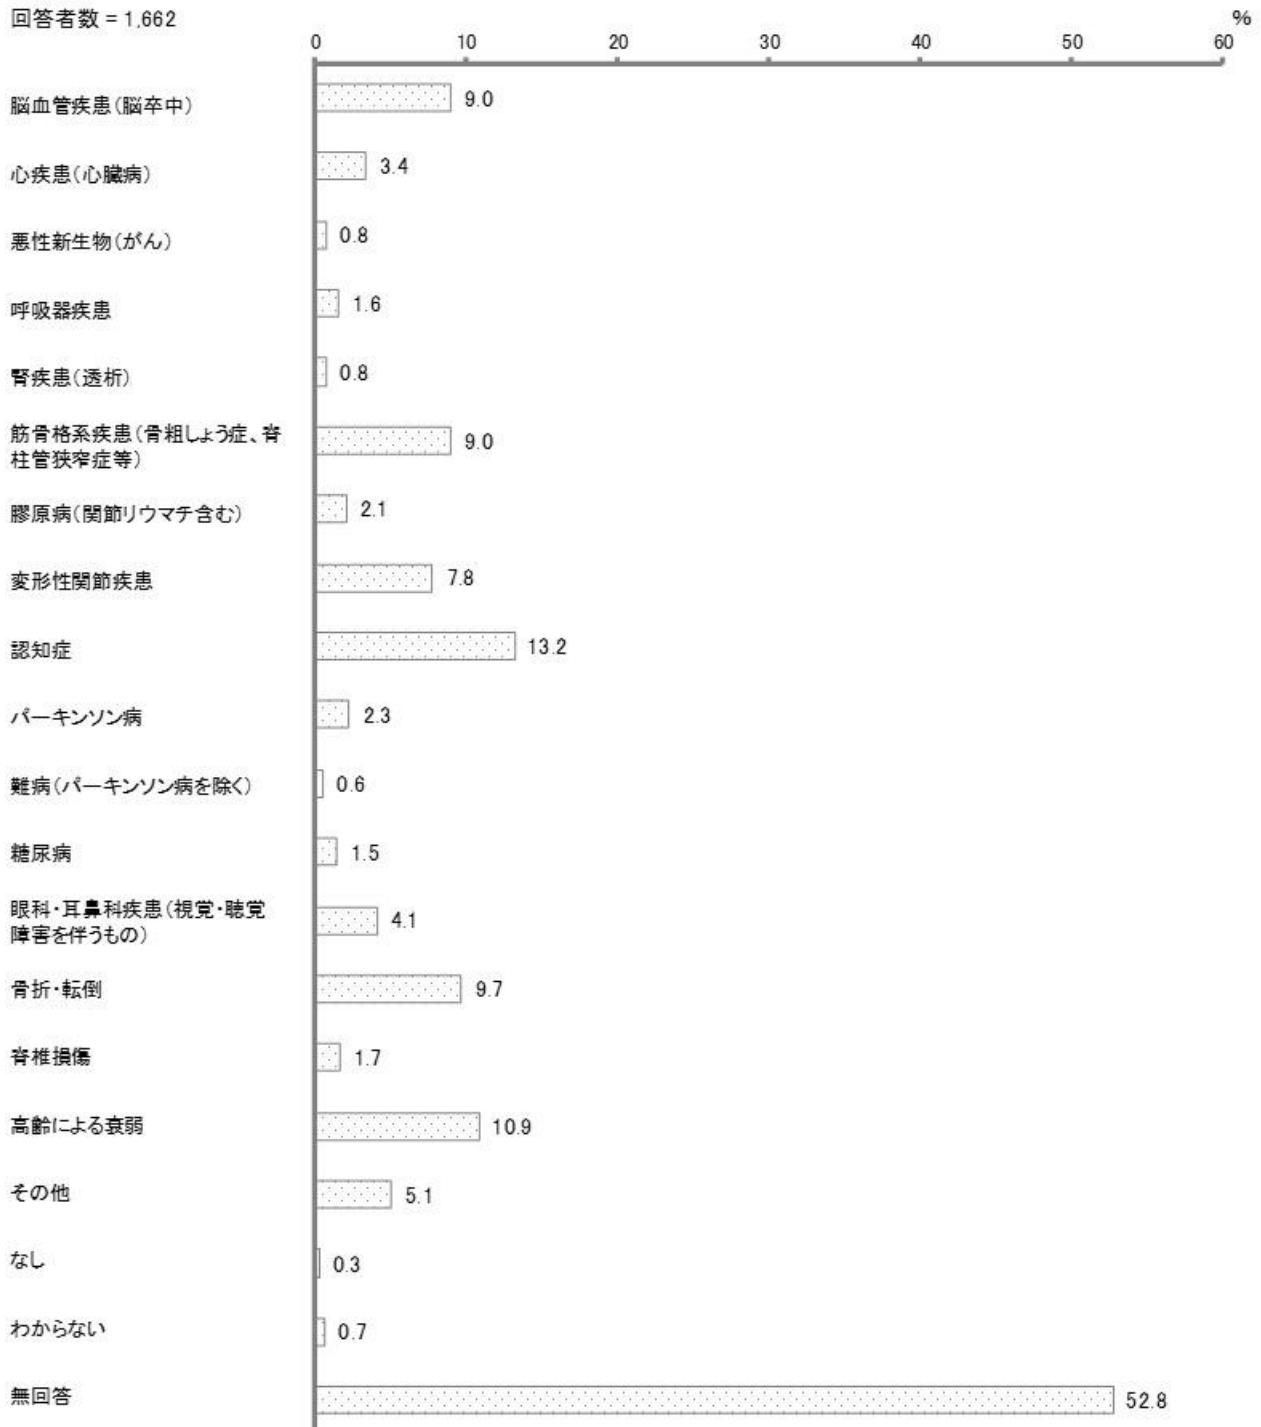 回答者数 = 1,662
%
0 10 20 30 40 50 60
脳血管疾患(脳卒中) 9.0
心疾患(心臓病) 3.4
悪性新生物(がん) 0.8
呼吸器疾患 1.6
腎疾患(透析) 0.8
筋骨格系疾患(骨粗しょう症、脊
柱管狭窄症等) 9.0
膠原病(関節リウマチ含む) 2.1
変形性関節疾患 7.8
認知症 13.2
パーキンソン病 2.3
難病(パーキンソン病を除く) 0.6
糖尿病 1.5
眼科・耳鼻科疾患(視覚・聴覚
障害を伴うもの) 4.1
骨折・転倒 9.7
脊椎損傷 1.7
高齢による衰弱 10.9
その他 5.1
なし 0.3
わからない 0.7
無回答 52.8